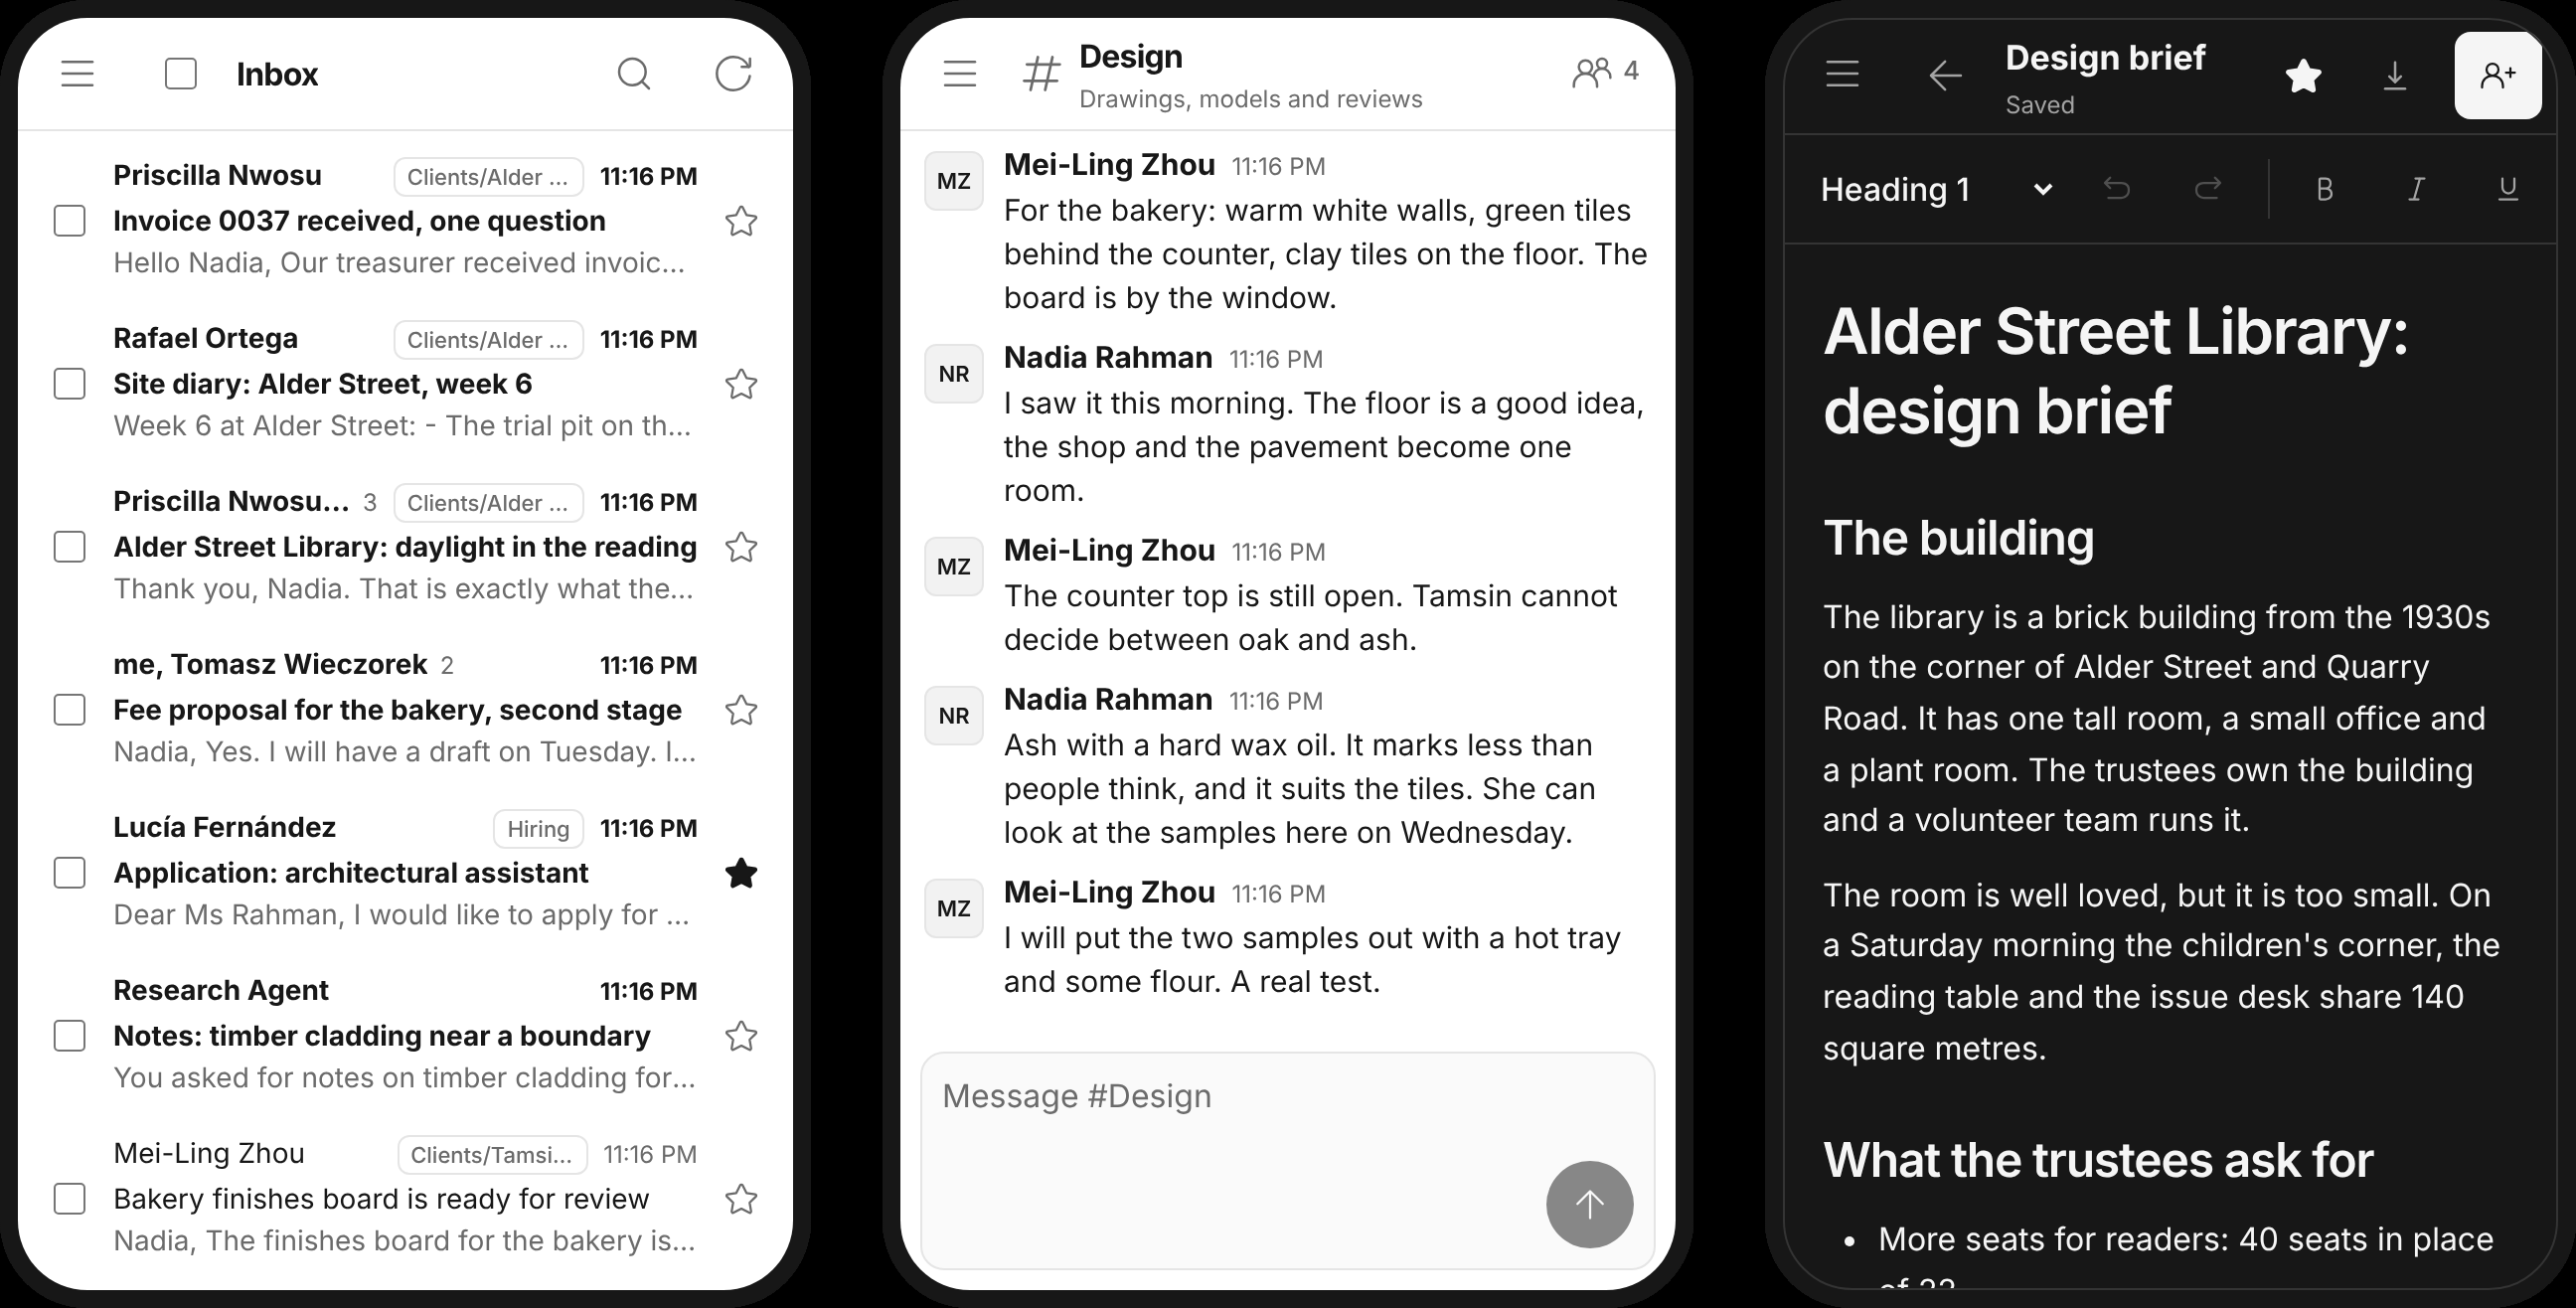 Inbox
Priscilla Nwosu Clients/Alder ... 11:16 PM
Invoice 0037 received, one question
Hello Nadia, Our treasurer received invoic...
Rafael Ortega Clients/Alder ... 11:16 PM
Site diary: Alder Street, week 6
Week 6 at Alder Street: - The trial pit on th...
Priscilla Nwosu... 3 Clients/Alder ... 11:16 PM
Alder Street Library: daylight in the reading
Thank you, Nadia. That is exactly what the...
me, Tomasz Wieczorek 2 11:16 PM
Fee proposal for the bakery, second stage
Nadia, Yes. I will have a draft on Tuesday. I...
Lucía Fernández Hiring 11:16 PM
Application: architectural assistant
Dear Ms Rahman, I would like to apply for ...
Research Agent 11:16 PM
Notes: timber cladding near a boundary
You asked for notes on timber cladding for...
Mei-Ling Zhou Clients/Tamsi... 11:16 PM
Bakery finishes board is ready for review
Nadia, The finishes board for the bakery is...
# Design
Drawings, models and reviews
4
MZ Mei-Ling Zhou 11:16 PM
For the bakery: warm white walls, green tiles
behind the counter, clay tiles on the floor. The
board is by the window.
NR Nadia Rahman 11:16 PM
I saw it this morning. The floor is a good idea,
the shop and the pavement become one
room.
MZ Mei-Ling Zhou 11:16 PM
The counter top is still open. Tamsin cannot
decide between oak and ash.
NR Nadia Rahman 11:16 PM
Ash with a hard wax oil. It marks less than
people think, and it suits the tiles. She can
look at the samples here on Wednesday.
MZ Mei-Ling Zhou 11:16 PM
I will put the two samples out with a hot tray
and some flour. A real test.
Message #Design
Design brief
Saved
Heading 1 B I U
Alder Street Library:
design brief
The building
The library is a brick building from the 1930s
on the corner of Alder Street and Quarry
Road. It has one tall room, a small office and
a plant room. The trustees own the building
and a volunteer team runs it.
The room is well loved, but it is too small. On
a Saturday morning the children's corner, the
reading table and the issue desk share 140
square metres.
What the trustees ask for
• More seats for readers: 40 seats in place
of